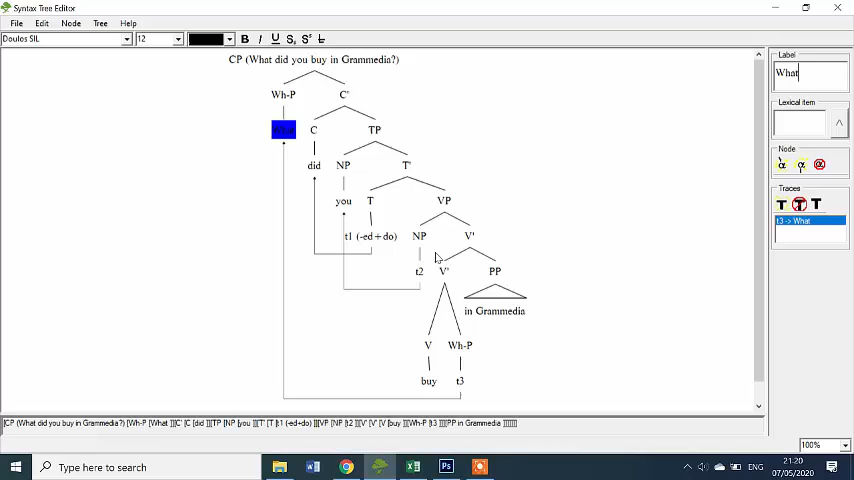 Syntax Tree Editor
File Edit Node Tree Help
Doulos SIL 12 B I U S, S^ L
CP (What did you buy in Grammedia?)
Wh-P C'
What C TP
did NP T'
you T VP
t1 (-ed+do) NP V'
t2 V' PP
in Grammedia
V Wh-P
buy t3
Label
What
Lexical item
Node
Traces
t3 -> What
[CP (What did you buy in Grammedia?) [Wh-P [What ]][C' [C [did ]][TP [NP [you ]][T' [T [t1 (-ed+do) ]][VP [NP [t2 ]][V' [V' [V [buy ]][Wh-P [t3 ]]][PP in Grammedia ]]]]]]]
100%
Type here to search
ENG
21.20
07/05/2020